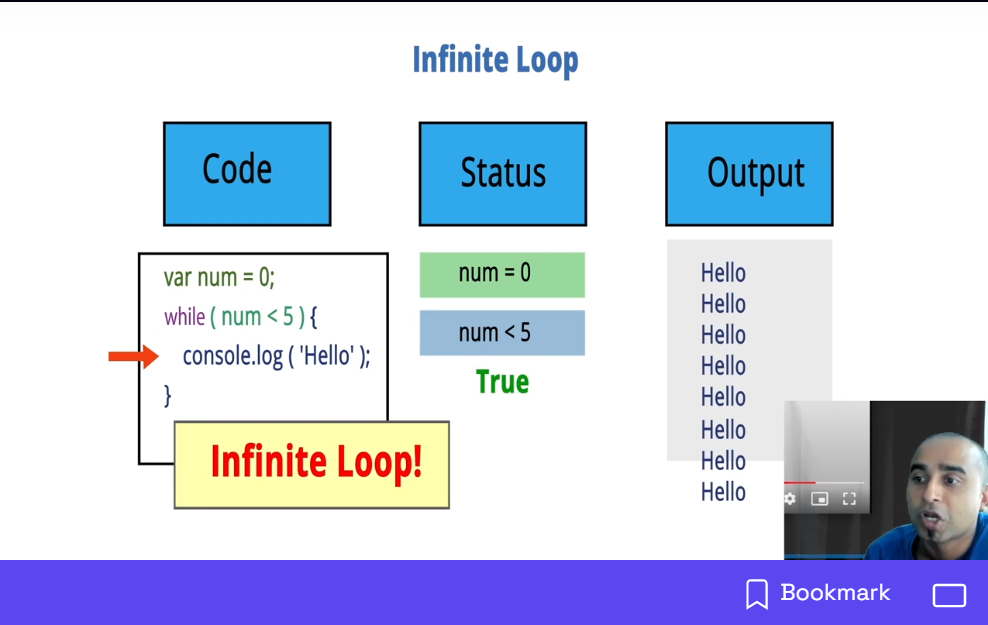 Infinite Loop
Code
Status
Output
var num = 0;
while ( num < 5 ) {
console.log ( 'Hello' );
}
Infinite Loop!
num = 0
num < 5
True
Hello
Hello
Hello
Hello
Hello
Hello
Hello
Hello
Bookmark